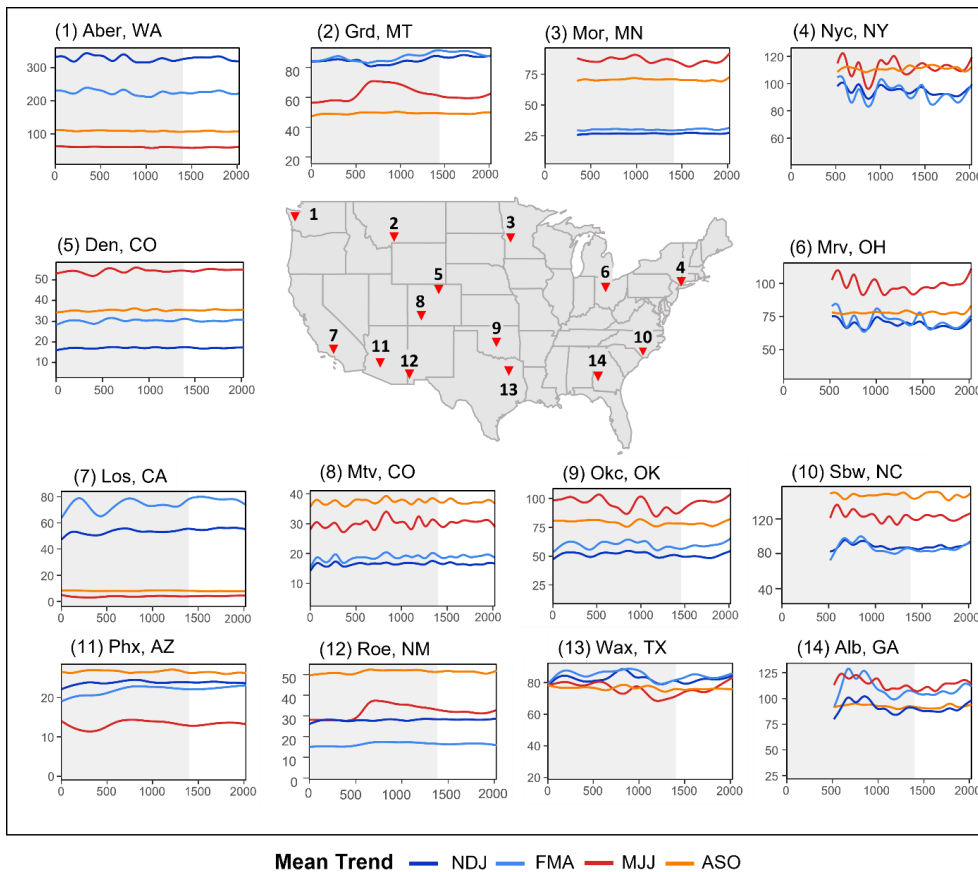 (1) Aber, WA
300
200
100
0 500 1000 1500 2000
(2) Grd, MT
80
60
40
20
0 500 1000 1500 2000
(3) Mor, MN
75
50
25
0 500 1000 1500 2000
(4) Nyc, NY
120
100
80
60
40
0 500 1000 1500 2000
1
2
3
4
5
6
7
8
9
10
11
12
13
14
(5) Den, CO
50
40
30
20
10
0 500 1000 1500 2000
(6) Mrv, OH
100
75
50
0 500 1000 1500 2000
(7) Los, CA
80
60
40
20
0
0 500 1000 1500 2000
(8) Mtv, CO
40
30
20
10
0 500 1000 1500 2000
(9) Okc, OK
100
75
50
25
0 500 1000 1500 2000
(10) Sbw, NC
120
80
40
0 500 1000 1500 2000
(11) Phx, AZ
20
10
0
0 500 1000 1500 2000
(12) Roe, NM
50
40
30
20
10
0
0 500 1000 1500 2000
(13) Wax, TX
80
60
40
20
0 500 1000 1500 2000
(14) Alb, GA
125
100
75
50
25
0 500 1000 1500 2000
Mean Trend NDJ FMA MJJ ASO